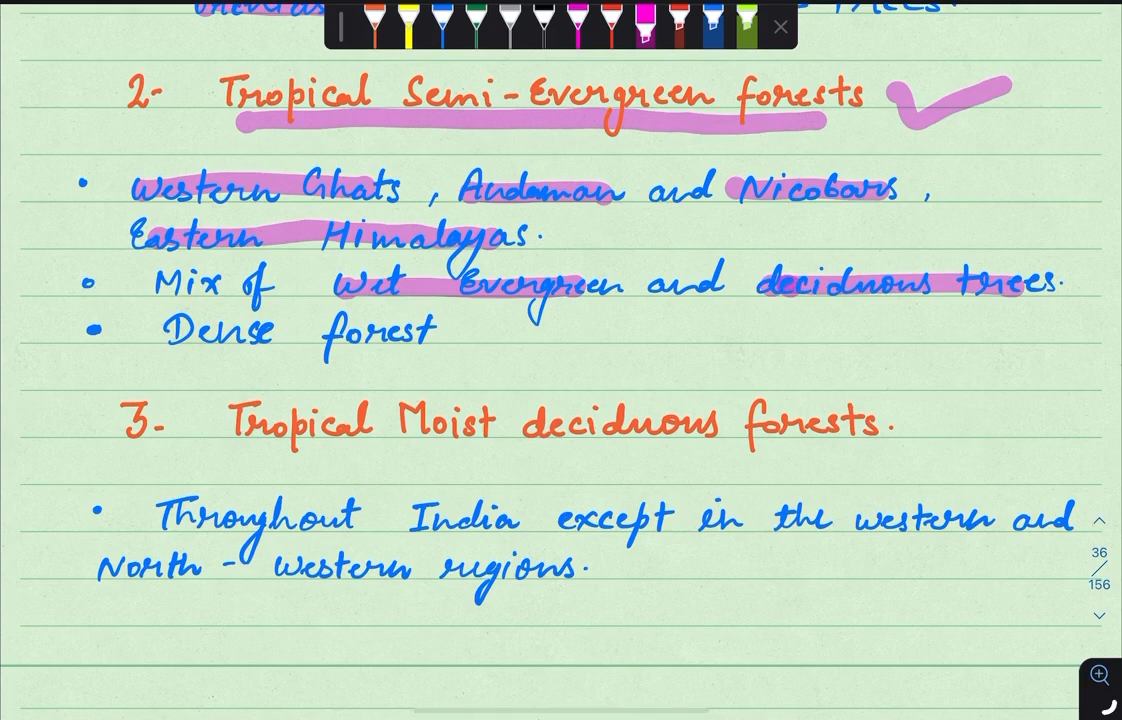 TREES.
2- Tropical Semi-Evergreen forests
• Western Ghats, Andaman and Nicobars,
Eastern Himalayas.
• Mix of Wet Evergreen and deciduous trees.
• Dense forest
3. Tropical Moist deciduous forests.
• Throughout India except in the western and
North - western regions.
36
156